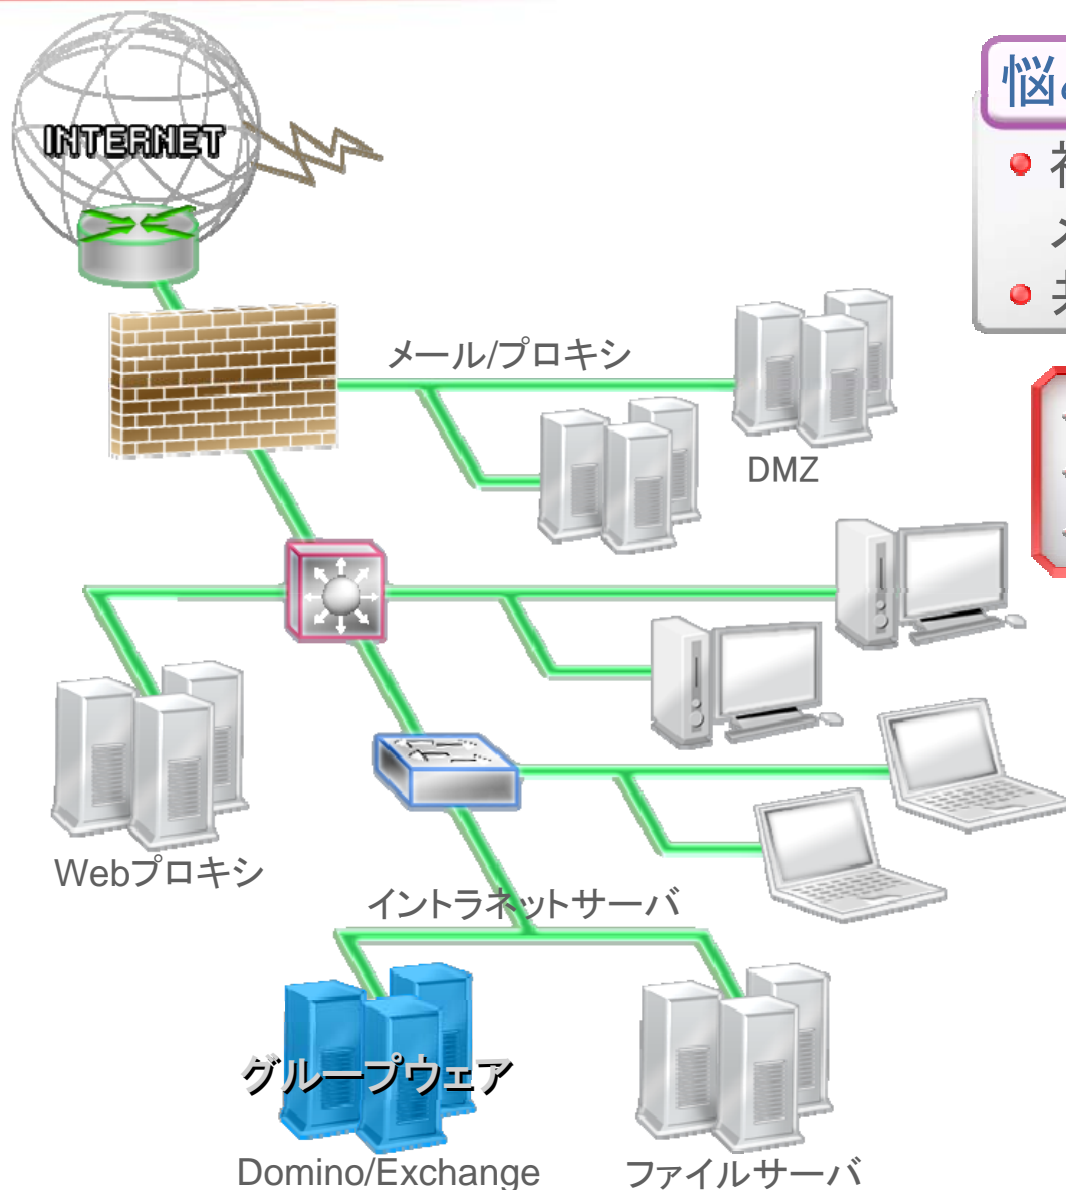 INTERNET
悩
メール/プロキシ
DMZ
Webプロキシ
イントラネットサーバ
グループウェア
Domino/Exchange
ファイルサーバ